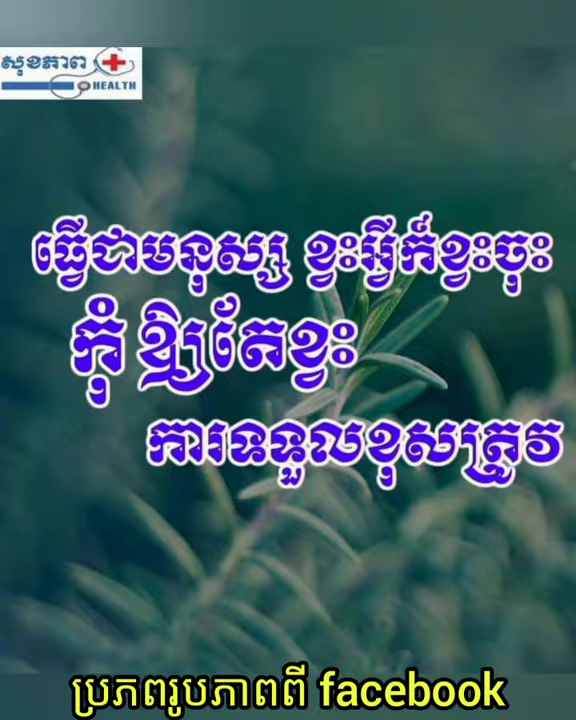 សុខភាព
HEALTH
ធ្វើជាមនុស្ស ខ្វះអ្វីក៏ខ្វះចុះ
កុំ ឱ្យតែខ្វះ
ការទទួលខុសត្រូវ
ប្រភពរូបភាពពី facebook